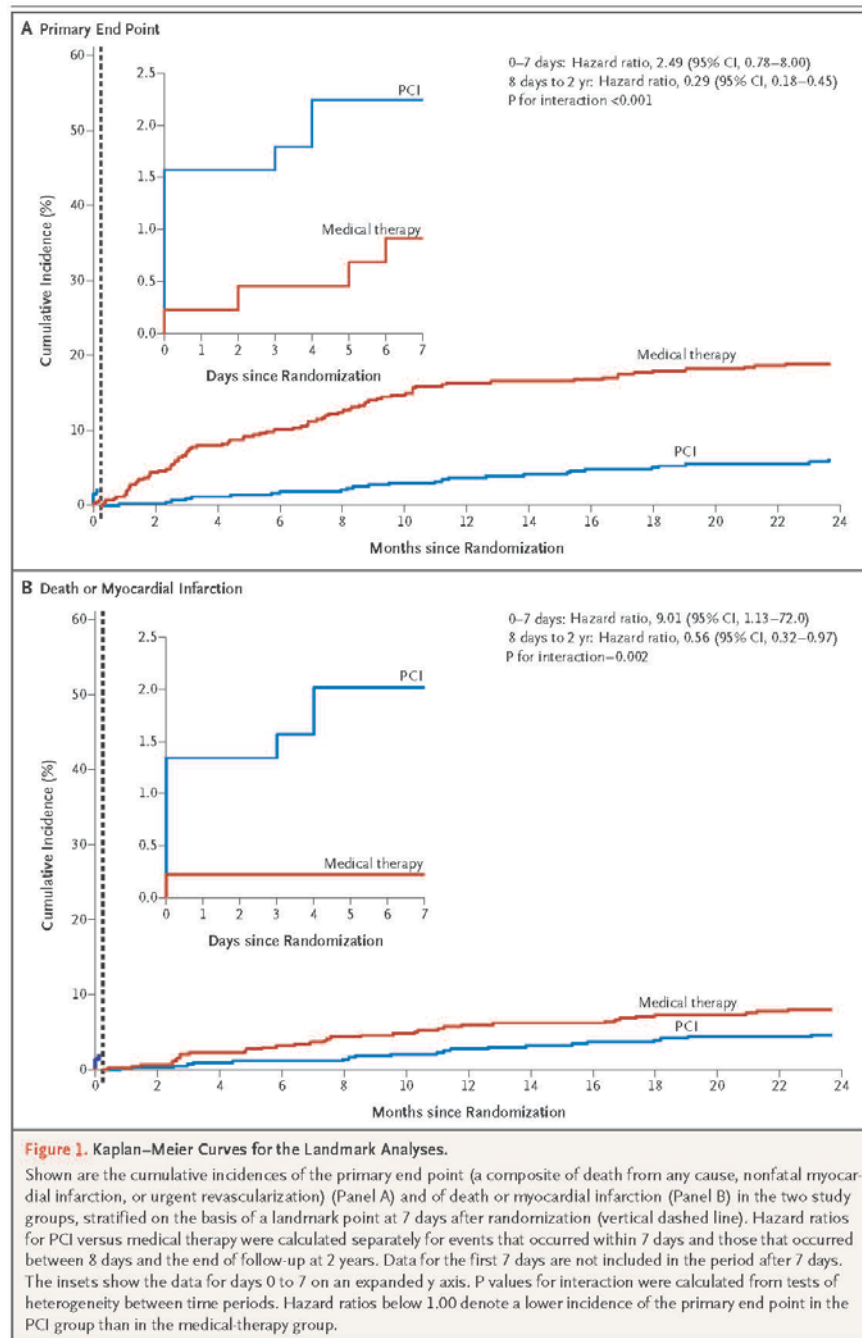 A Primary End Point
60
50
40
30
20
10
0
Cumulative Incidence (%)
2.5
2.0
1.5
1.0
0.5
0.0
0 1 2 3 4 5 6 7
Days since Randomization
PCI
Medical therapy
0–7 days: Hazard ratio, 2.49 (95% CI, 0.78–8.00)
8 days to 2 yr: Hazard ratio, 0.29 (95% CI, 0.18–0.45)
P for interaction <0.001
Medical therapy
PCI
0 2 4 6 8 10 12 14 16 18 20 22 24
Months since Randomization
B Death or Myocardial Infarction
60
50
40
30
20
10
0
Cumulative Incidence (%)
2.5
2.0
1.5
1.0
0.5
0.0
0 1 2 3 4 5 6 7
Days since Randomization
PCI
Medical therapy
0–7 days: Hazard ratio, 9.01 (95% CI, 1.13–72.0)
8 days to 2 yr: Hazard ratio, 0.56 (95% CI, 0.32–0.97)
P for interaction=0.002
Medical therapy
PCI
0 2 4 6 8 10 12 14 16 18 20 22 24
Months since Randomization
Figure 1. Kaplan–Meier Curves for the Landmark Analyses.
Shown are the cumulative incidences of the primary end point (a composite of death from any cause, nonfatal myocar-
dial infarction, or urgent revascularization) (Panel A) and of death or myocardial infarction (Panel B) in the two study
groups, stratified on the basis of a landmark point at 7 days after randomization (vertical dashed line). Hazard ratios
for PCI versus medical therapy were calculated separately for events that occurred within 7 days and those that occurred
between 8 days and the end of follow-up at 2 years. Data for the first 7 days are not included in the period after 7 days.
The insets show the data for days 0 to 7 on an expanded y axis. P values for interaction were calculated from tests of
heterogeneity between time periods. Hazard ratios below 1.00 denote a lower incidence of the primary end point in the
PCI group than in the medical-therapy group.